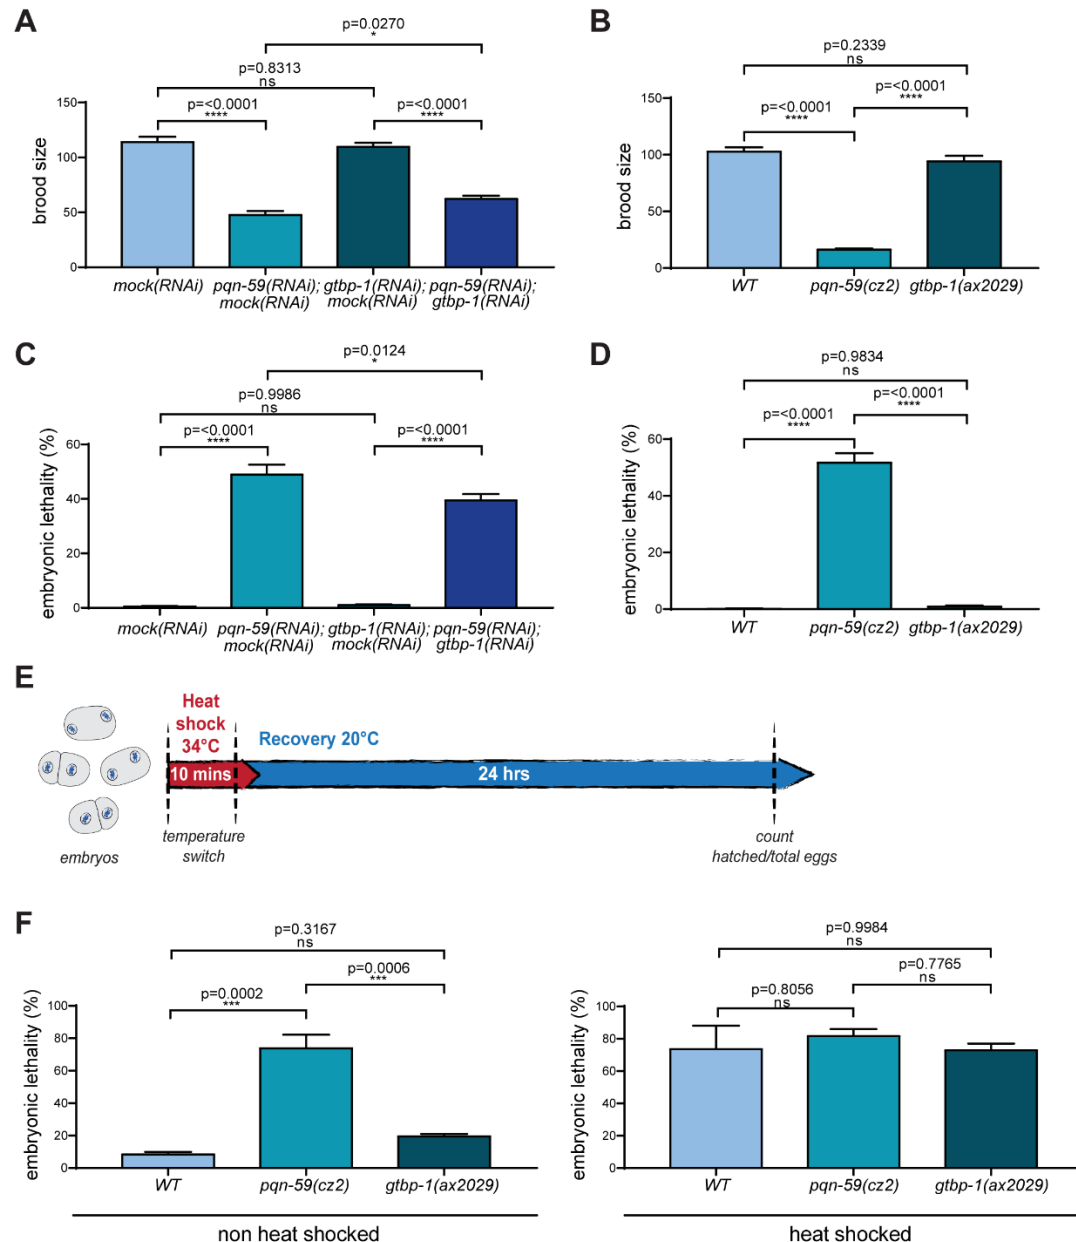 A
p=0.0270
*
p=0.8313
ns
p=<0.0001
****
p=<0.0001
****
150
100
50
0
brood size
mock(RNAi)
pqn-59(RNAi);
mock(RNAi)
gtbp-1(RNAi);
mock(RNAi)
pqn-59(RNAi);
gtbp-1(RNAi)
B
p=0.2339
ns
p=<0.0001
****
p=<0.0001
****
150
100
50
0
brood size
WT
pqn-59(cz2)
gtbp-1(ax2029)
C
p=0.0124
*
p=0.9986
ns
p=<0.0001
****
p=<0.0001
****
60
40
20
0
embryonic lethality (%)
mock(RNAi)
pqn-59(RNAi);
mock(RNAi)
gtbp-1(RNAi);
mock(RNAi)
pqn-59(RNAi);
gtbp-1(RNAi)
D
p=0.9834
ns
p=<0.0001
****
p=<0.0001
****
60
40
20
0
embryonic lethality (%)
WT
pqn-59(cz2)
gtbp-1(ax2029)
E
Heat
shock
34°C
Recovery 20°C
10 mins
24 hrs
embryos
temperature
switch
count
hatched/total eggs
F
p=0.3167
ns
p=0.0006
***
p=0.0002
***
100
80
60
40
20
0
embryonic lethality (%)
WT
pqn-59(cz2)
gtbp-1(ax2029)
non heat shocked
p=0.9984
ns
p=0.7765
ns
p=0.8056
ns
100
80
60
40
20
0
embryonic lethality (%)
WT
pqn-59(cz2)
gtbp-1(ax2029)
heat shocked